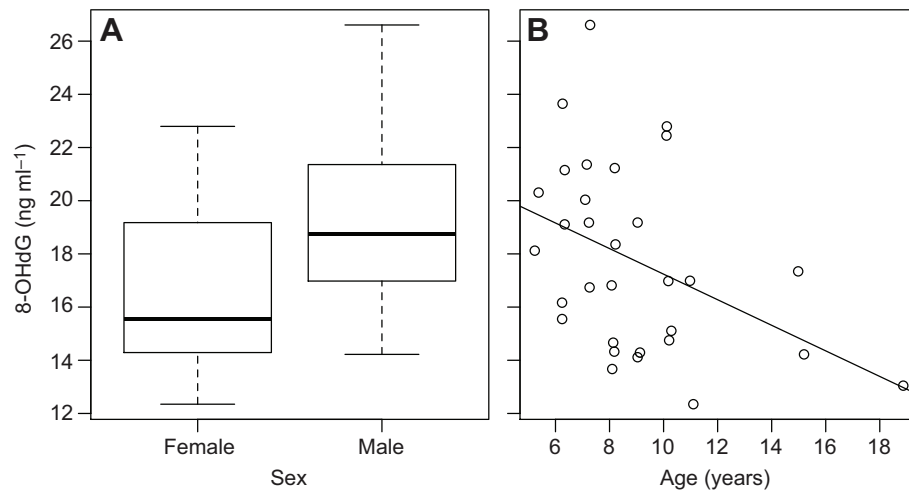 A
B
8-OHdG (ng ml⁻¹)
26
24
22
20
18
16
14
12
Female Male
Sex
6 8 10 12 14 16 18
Age (years)